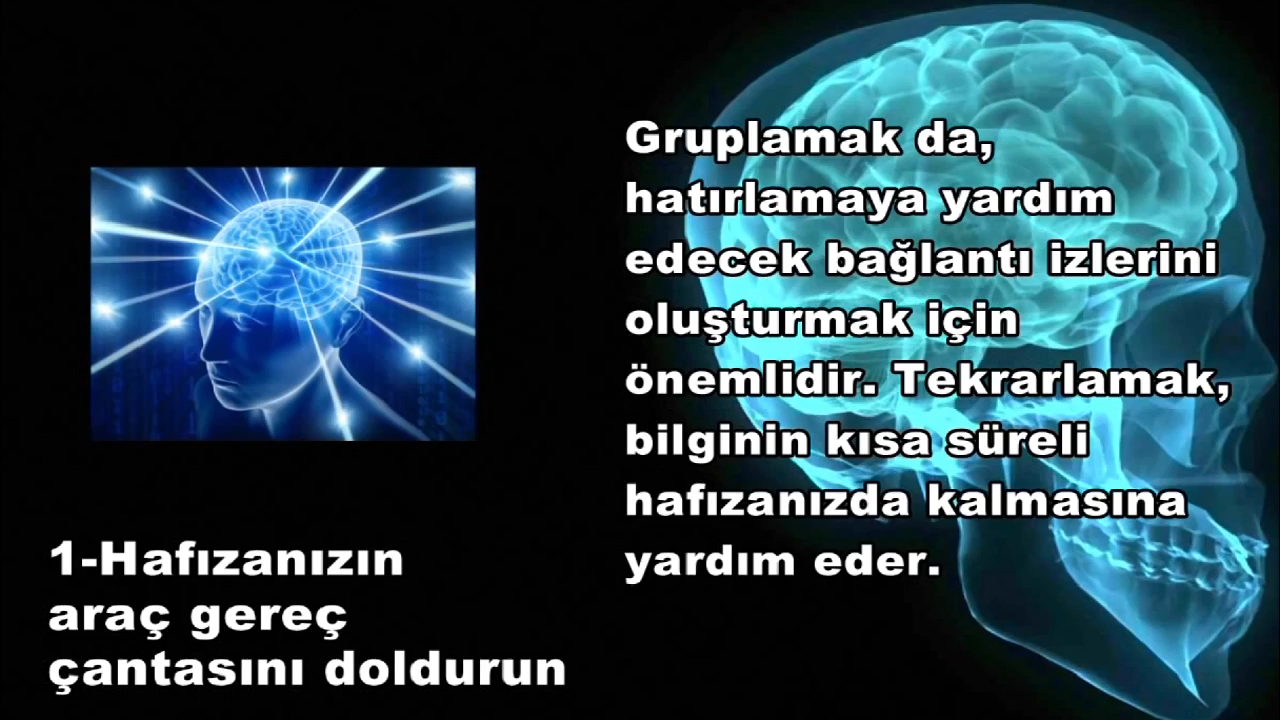 Gruplamak da,
hatırlamaya yardım
edecek bağlantı izlerini
oluşturmak için
önemlidir. Tekrarlamak,
bilginin kısa süreli
hafızanızda kalmasına
yardım eder.
1-Hafızanızın
araç gereç
çantasını doldurun